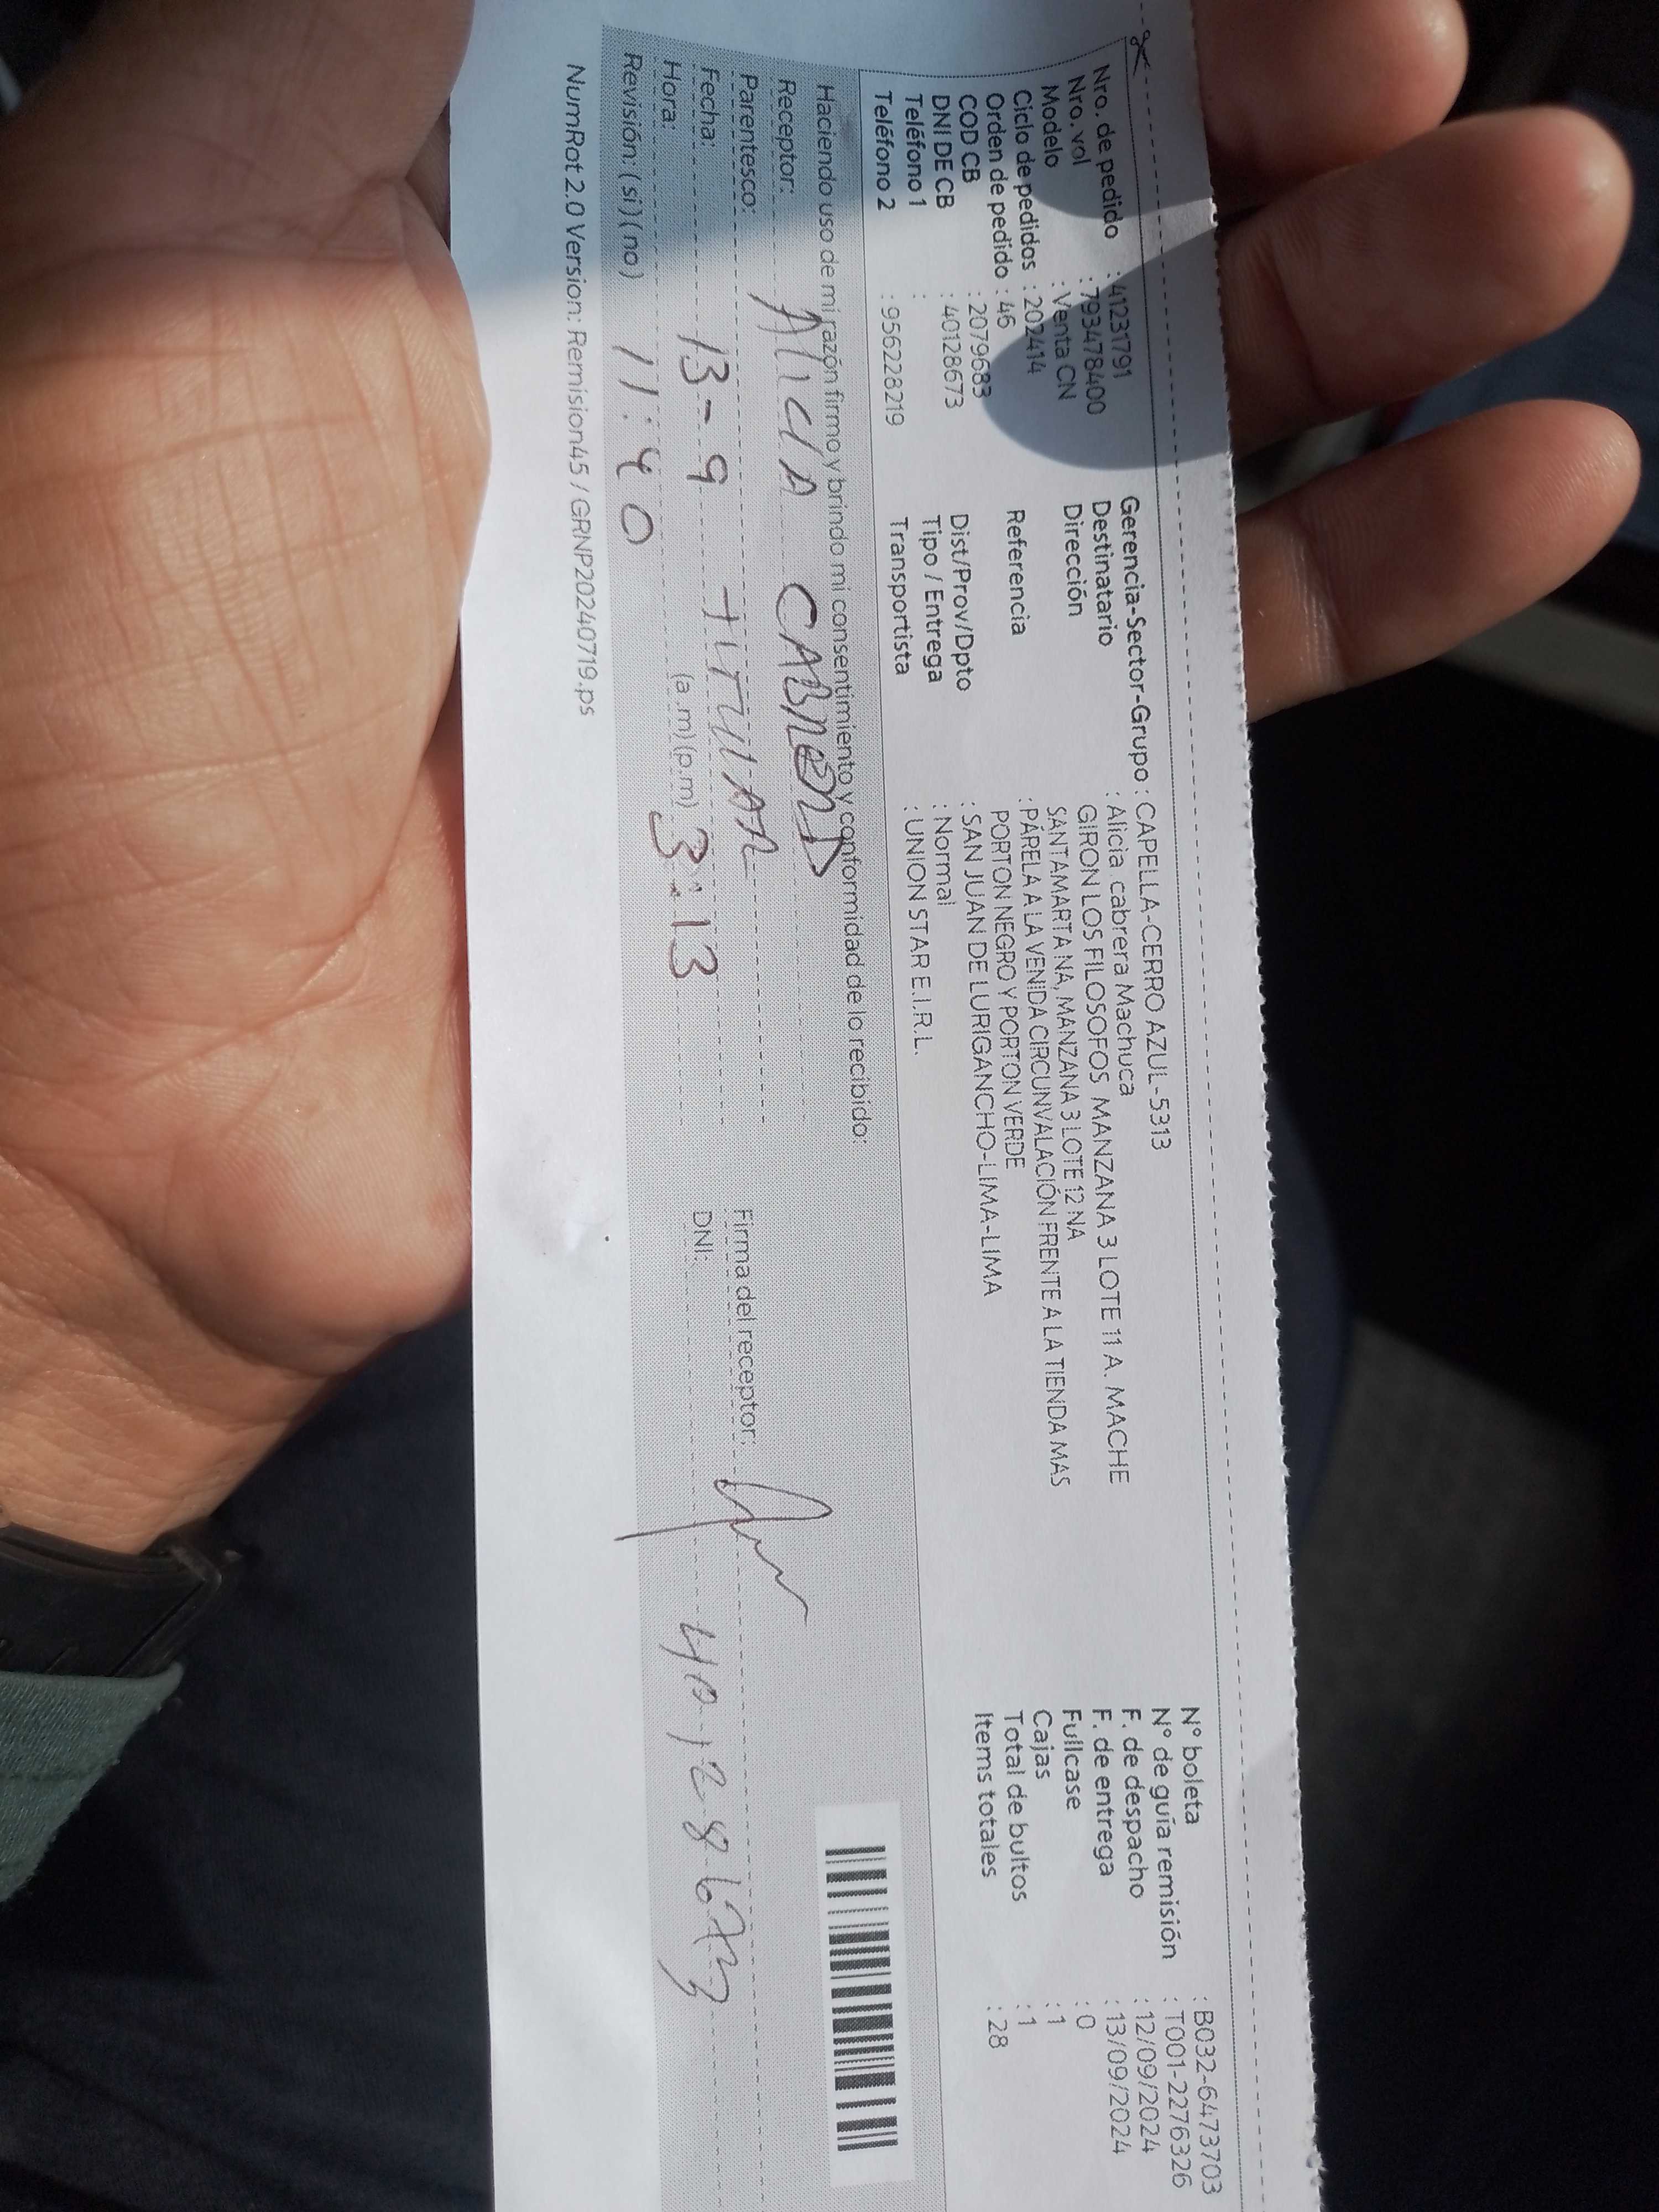 Nro. de pedido : 41231791
Nro. vol : 793478400
Modelo : Venta CN
Ciclo de pedidos : 202414
Orden de pedido : 46
COD CB : 2079683
DNI DE CB : 40128673
Teléfono 1 :
Teléfono 2 : 956228219
Gerencia-Sector-Grupo : CAPELLA-CERRO AZUL-5313
Destinatario : Alicia cabrera Machuca
Dirección GIRON LOS FILOSOFOS MANZANA 3 LOTE 11 A. MACHE
SANTAMARTA NA, MANZANA 3 LOTE 12 NA
Referencia : PÁRELA A LA VENIDA CIRCUNVALACIÓN FRENTE A LA TIENDA MAS
PORTON NEGRO Y PORTON VERDE
Dist/Prov/Dpto : SAN JUAN DE LURIGANCHO-LIMA-LIMA
Tipo / Entrega : Normal
Transportista : UNION STAR E.I.R.L.
N° boleta : B032-6473703
N° de guía remisión : T001-2276326
F. de despacho : 12/09/2024
F. de entrega : 13/09/2024
Fullcase : 0
Cajas : 1
Total de bultos : 1
Items totales : 28
Haciendo uso de mi razón firmo y brindo mi consentimiento y conformidad de lo recibido:
Receptor: ALICIA CABRERA
Parentesco: TITULAR
Fecha: 13-9
Hora: (a.m)(p.m) 3:13
Revisión: (si)(no) 11:40
Firma del receptor:
DNI: 40128673
NumRot 2.0 Version: Remision45 / GRNP20240719.ps